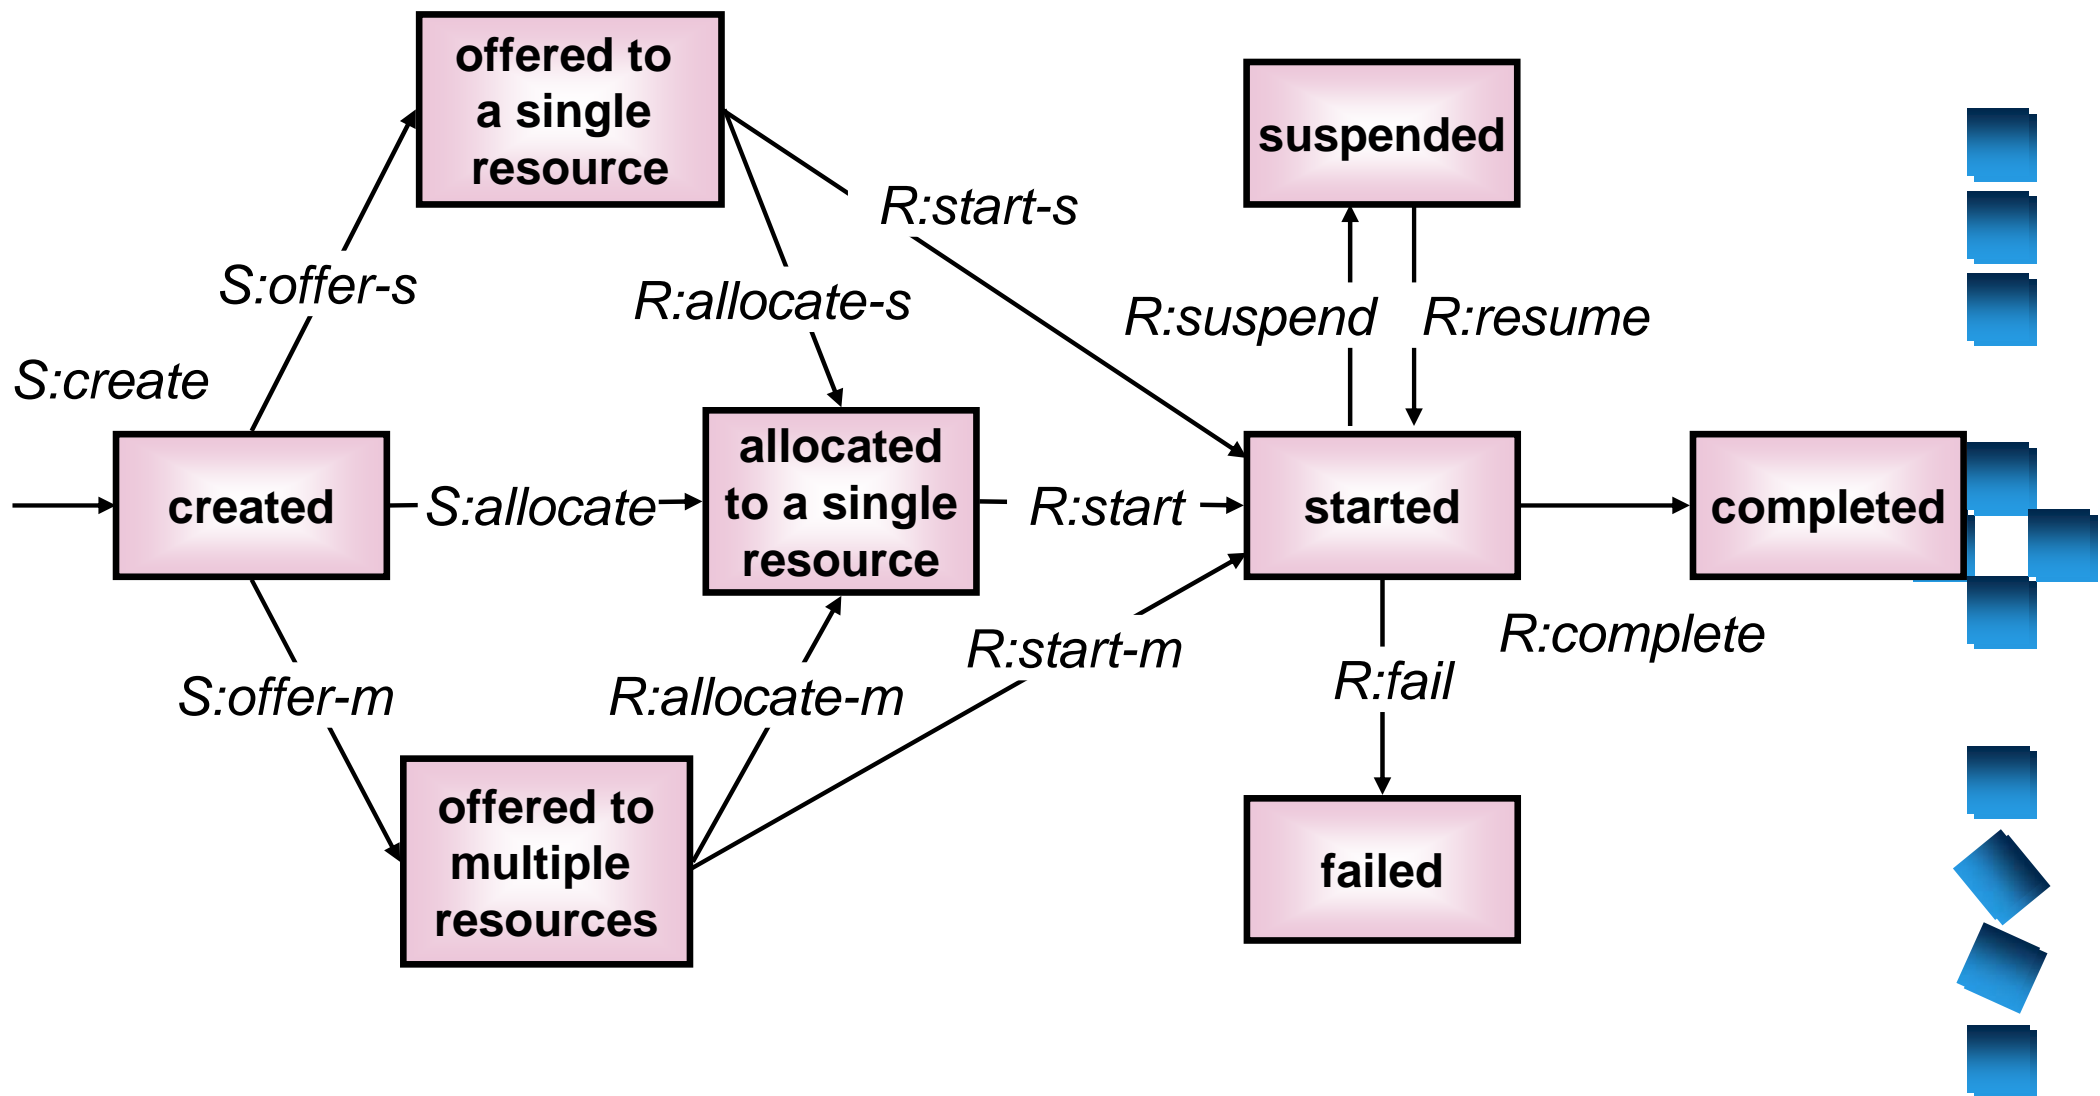 offered to
a single
resource
suspended
R:start-s
S:offer-s
R:allocate-s
R:suspend
R:resume
S:create
created
S:allocate
allocated
to a single
resource
R:start
started
completed
R:start-m
R:complete
S:offer-m
R:allocate-m
R:fail
offered to
multiple
resources
failed